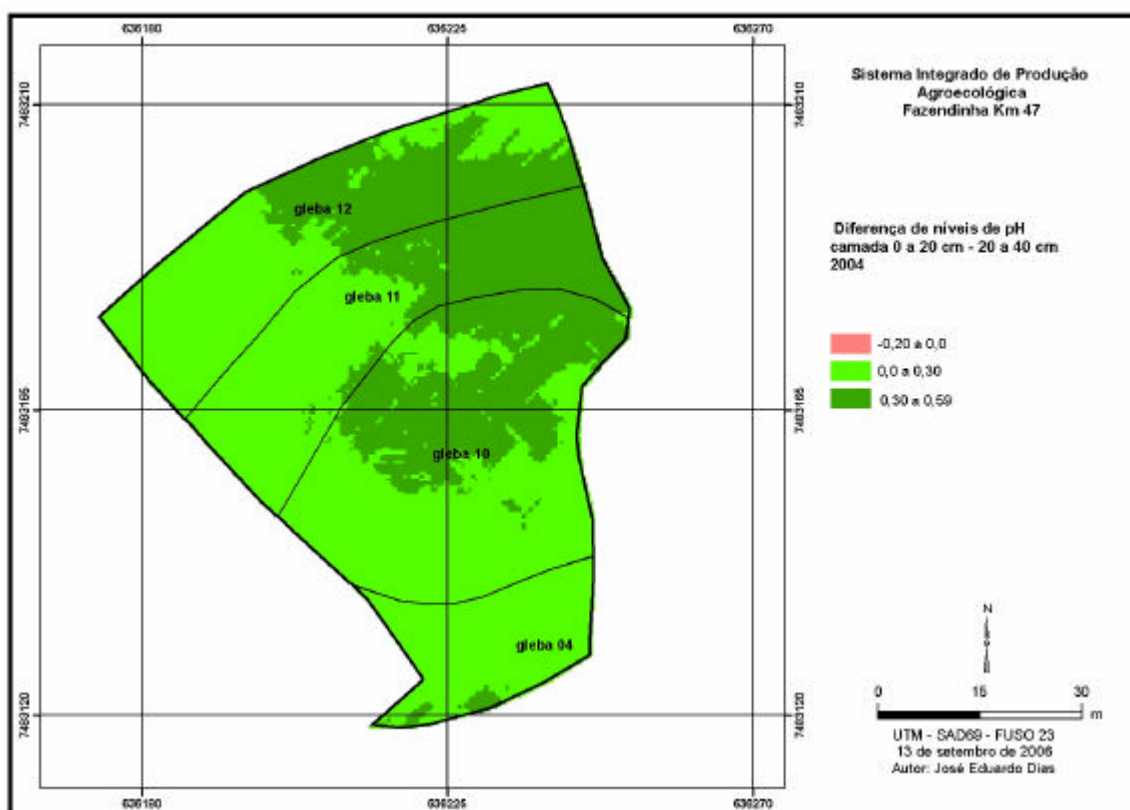 636180 636225 636270
Sistema Integrado de Produção
Agroecológica
Fazendinha Km 47
7483210
7483210
gleba 12
Diferença de níveis de pH
camada 0 a 20 cm - 20 a 40 cm
2004
gleba 11
-0,20 a 0,0
0,0 a 0,30
0,30 a 0,59
7483165
7483165
gleba 10
N
gleba 04
0 15 30
m
7483120
7483120
UTM - SAD69 - FUSO 23
13 de setembro de 2006
Autor: José Eduardo Dias
636180 636225 636270